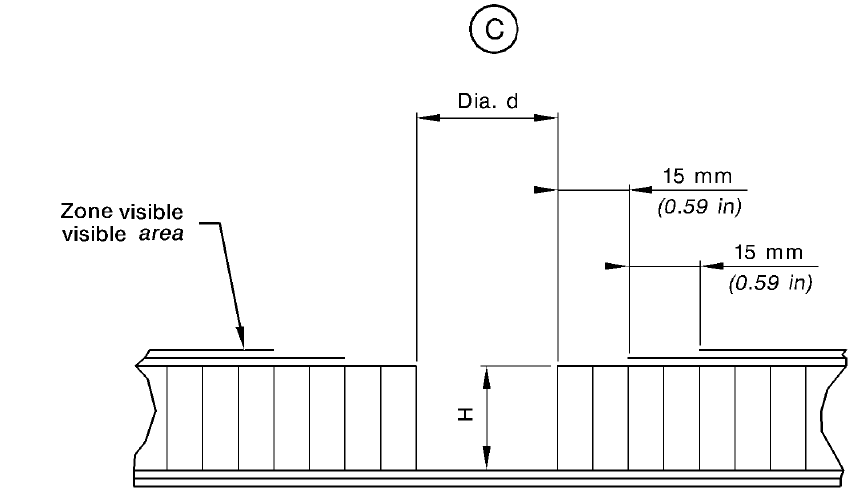 C
Dia. d
15 mm
(0.59 in)
Zone visible
visible area
15 mm
(0.59 in)
H